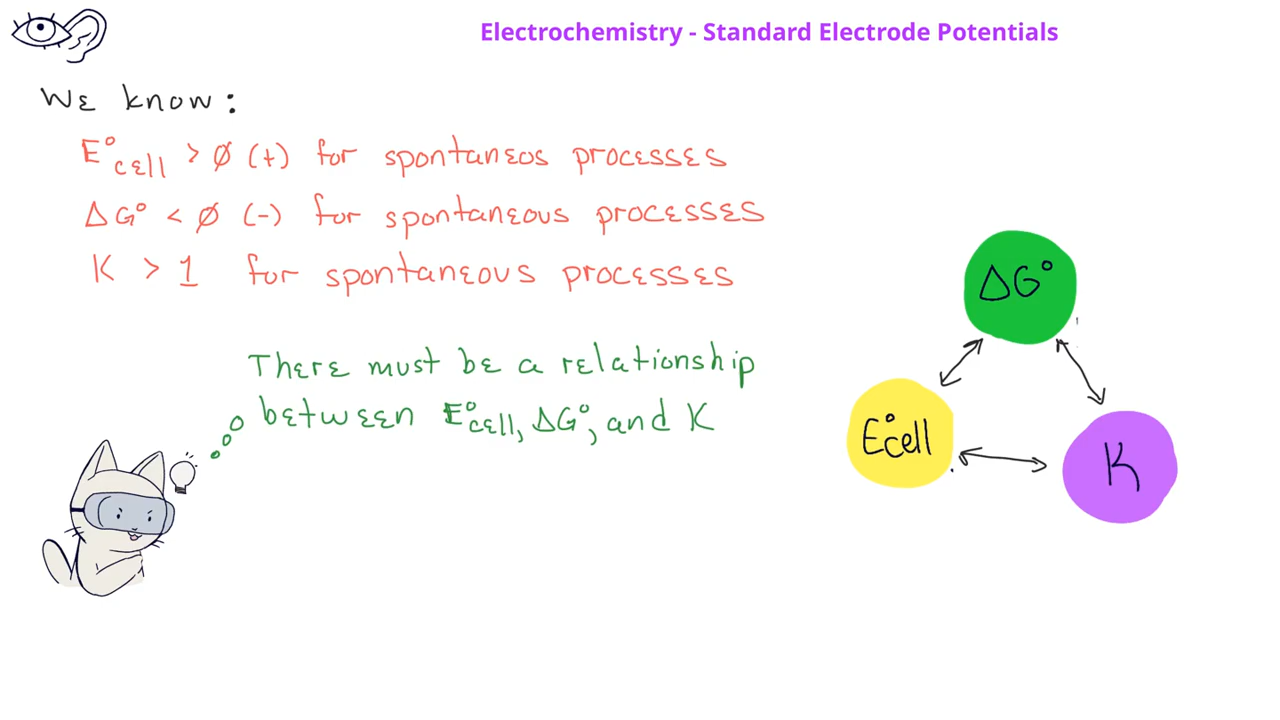 Electrochemistry - Standard Electrode Potentials
We know:
E°cell > ∅ (+) for spontaneos processes
ΔG° < ∅ (-) for spontaneous processes
K > 1 for spontaneous processes
There must be a relationship
between E°cell, ΔG°, and K
ΔG°
E°cell
K